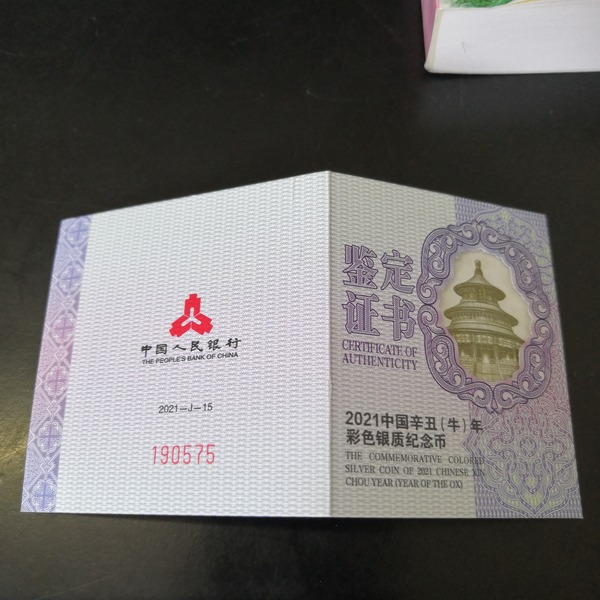 中国人民银行
THE PEOPLE'S BANK OF CHINA
2021—J—15
190575
鉴定
证书
CERTIFICATE OF
AUTHENTICITY
2021中国辛丑(牛)年
彩色银质纪念币
THE COMMEMORATIVE COLORED
SILVER COIN OF 2021 CHINESE XIN
CHOU YEAR (YEAR OF THE OX)